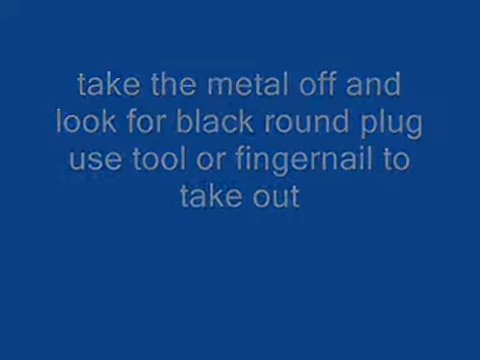 take the metal off and
look for black round plug
use tool or fingernail to
take out